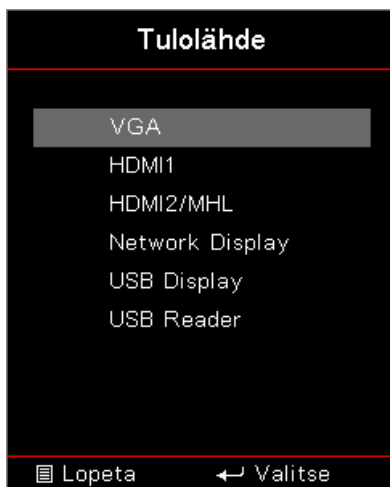 Tulolähde
VGA
HDMI1
HDMI2/MHL
Network Display
USB Display
USB Reader
Lopeta Valitse